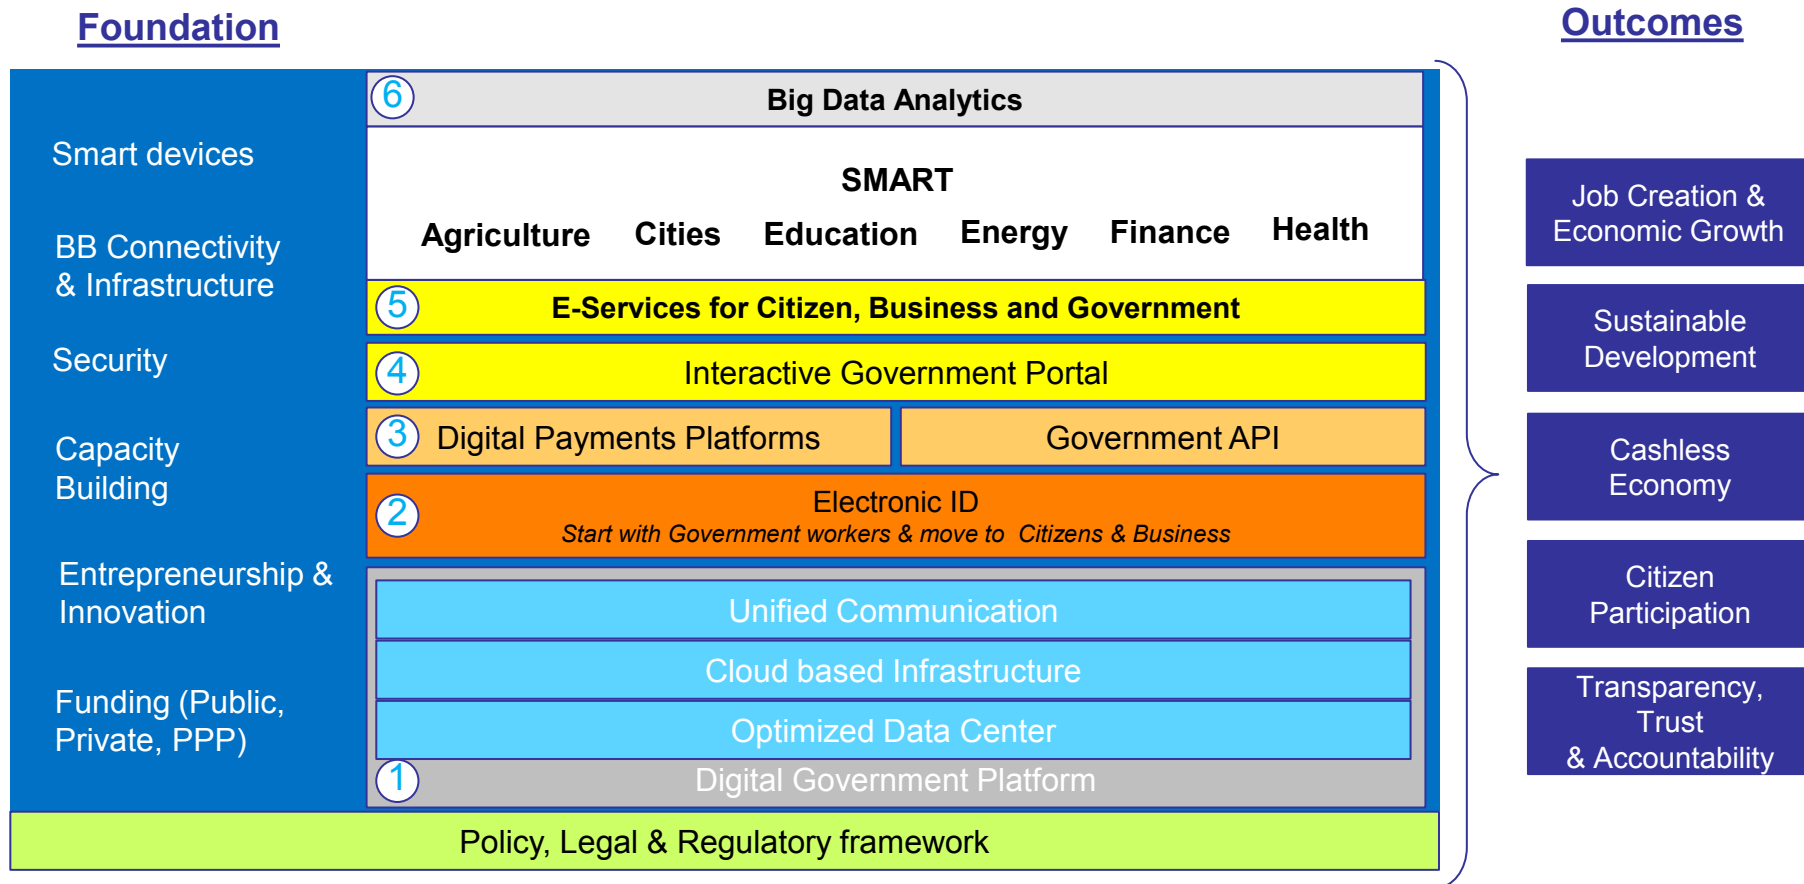 Foundation
Smart devices
BB Connectivity
& Infrastructure
Security
Capacity
Building
Entrepreneurship &
Innovation
Funding (Public,
Private, PPP)
6
Big Data Analytics
SMART
Agriculture Cities Education Energy Finance Health
5
E-Services for Citizen, Business and Government
4
Interactive Government Portal
3
Digital Payments Platforms
Government API
2
Electronic ID
Start with Government workers & move to Citizens & Business
Unified Communication
Cloud based Infrastructure
Optimized Data Center
1
Digital Government Platform
Policy, Legal & Regulatory framework
Outcomes
Job Creation &
Economic Growth
Sustainable
Development
Cashless
Economy
Citizen
Participation
Transparency,
Trust
& Accountability